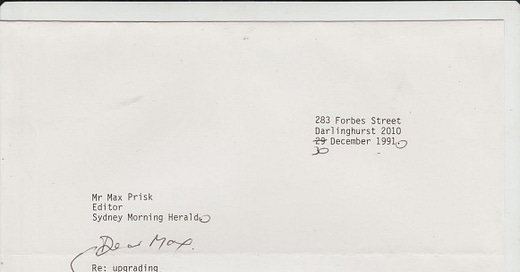 283 Forbes Street
Darlinghurst 2010
29 December 1991.
30
Mr Max Prisk
Editor
Sydney Morning Herald.
Dear Max.
Re: upgrading